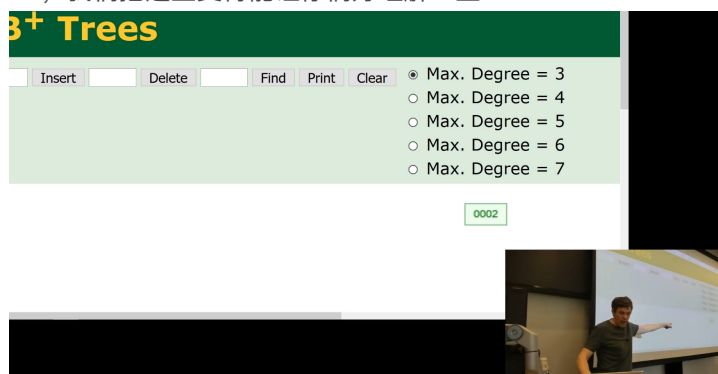 B+ Trees
Insert Delete Find Print Clear
Max. Degree = 3
Max. Degree = 4
Max. Degree = 5
Max. Degree = 6
Max. Degree = 7
0002